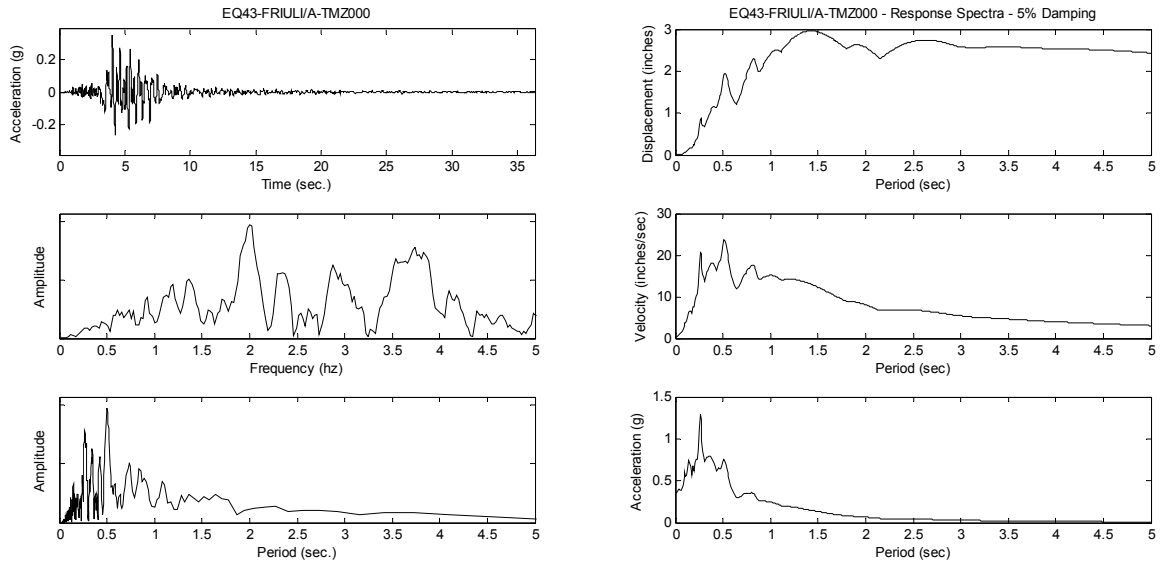 EQ43-FRIULI/A-TMZ000
Acceleration (g)
0.2
0
-0.2
0 5 10 15 20 25 30 35
Time (sec.)
Amplitude
0 0.5 1 1.5 2 2.5 3 3.5 4 4.5 5
Frequency (hz)
Amplitude
0 0.5 1 1.5 2 2.5 3 3.5 4 4.5 5
Period (sec.)
EQ43-FRIULI/A-TMZ000 - Response Spectra - 5% Damping
Displacement (inches)
3
2
1
0
0 0.5 1 1.5 2 2.5 3 3.5 4 4.5 5
Period (sec)
Velocity (inches/sec)
30
20
10
0
0 0.5 1 1.5 2 2.5 3 3.5 4 4.5 5
Period (sec)
Acceleration (g)
1.5
1
0.5
0
0 0.5 1 1.5 2 2.5 3 3.5 4 4.5 5
Period (sec)